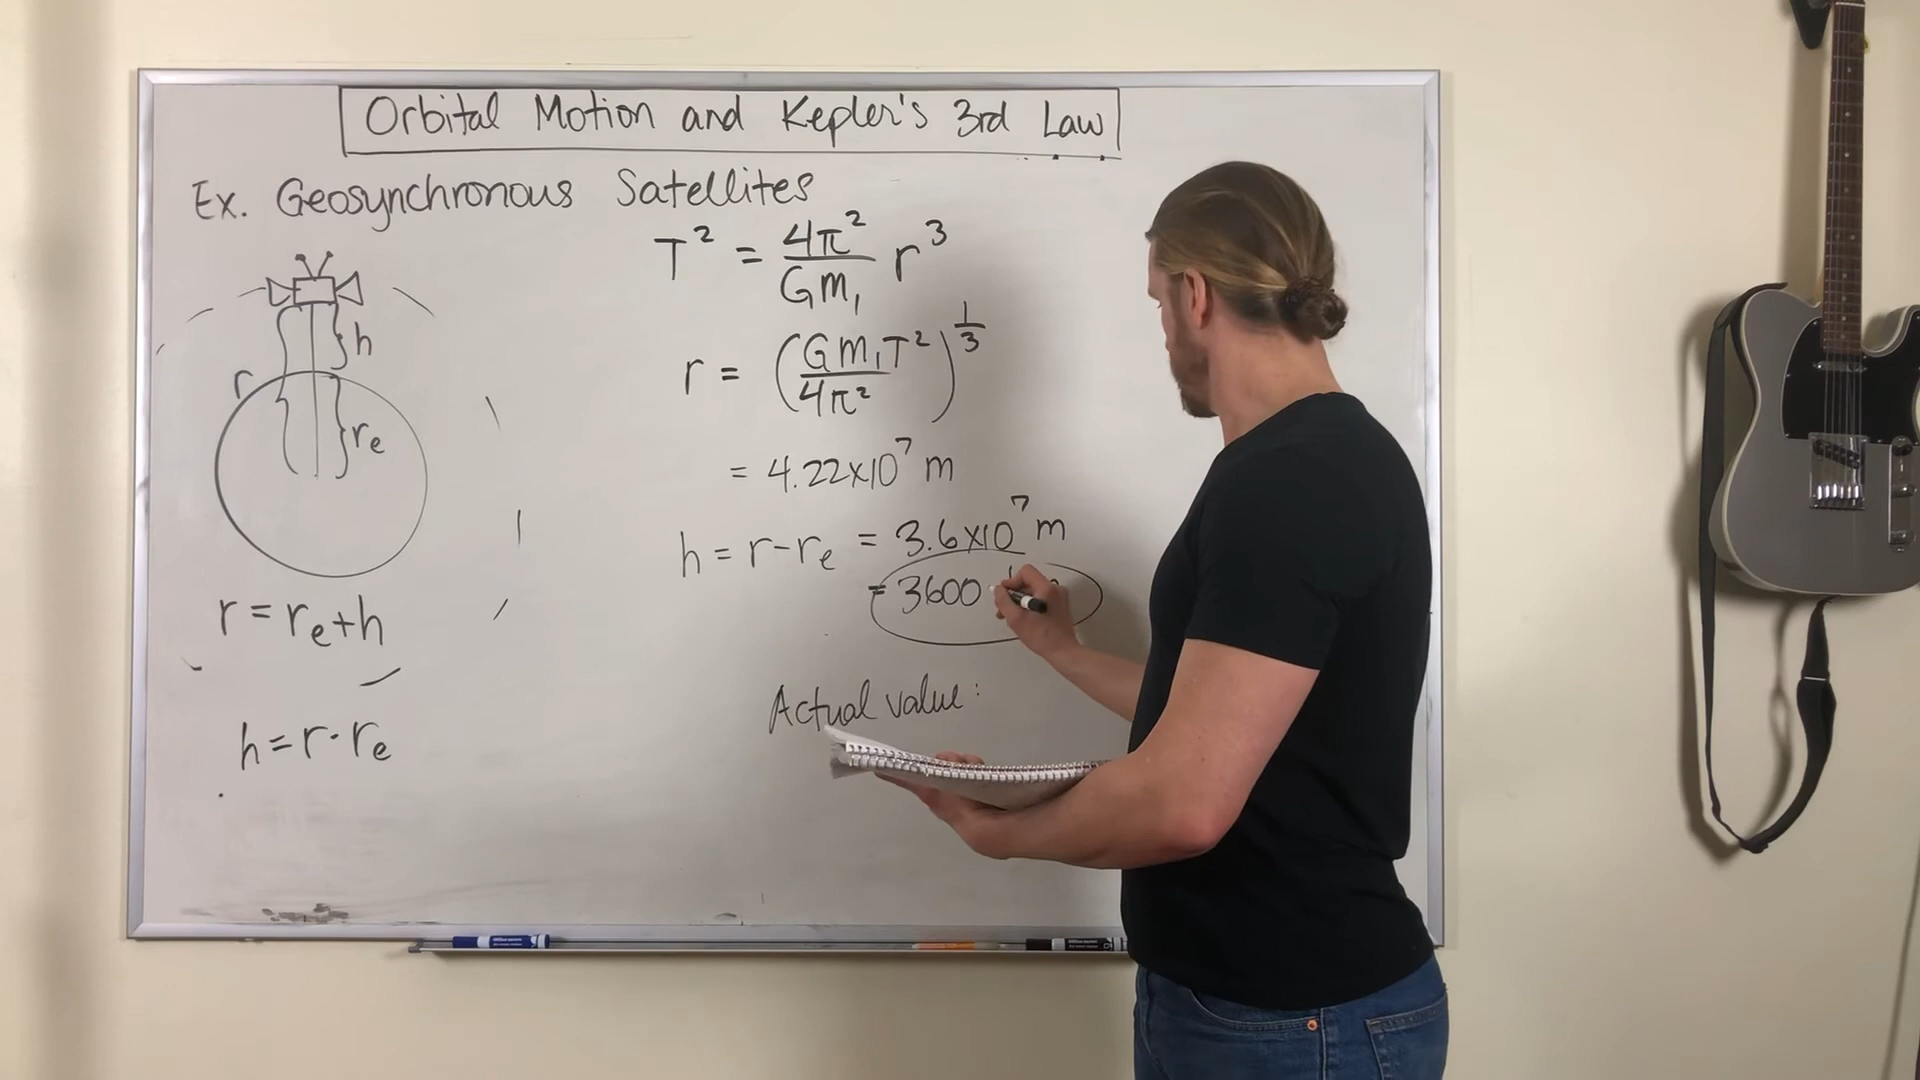 Orbital Motion and Kepler's 3rd Law
Ex. Geosynchronous Satellites
h
r
re
r = re+h
h = r - re
T² = 4π²/Gm₁ r³
r = (Gm₁T²/4π²)^1/3
= 4.22x10⁷ m
h = r-re = 3.6x10⁷ m
= 3600
Actual value: